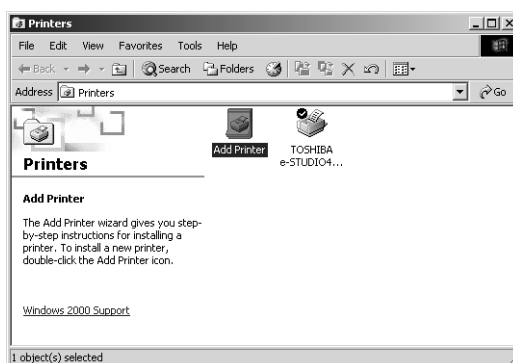 Printers
File Edit View Favorites Tools Help
Back Search Folders
Address Printers Go
Printers
Add Printer
The Add Printer wizard gives you step-
by-step instructions for installing a
printer. To install a new printer,
double-click the Add Printer icon.
Windows 2000 Support
Add Printer
TOSHIBA
e-STUDIO4...
1 object(s) selected